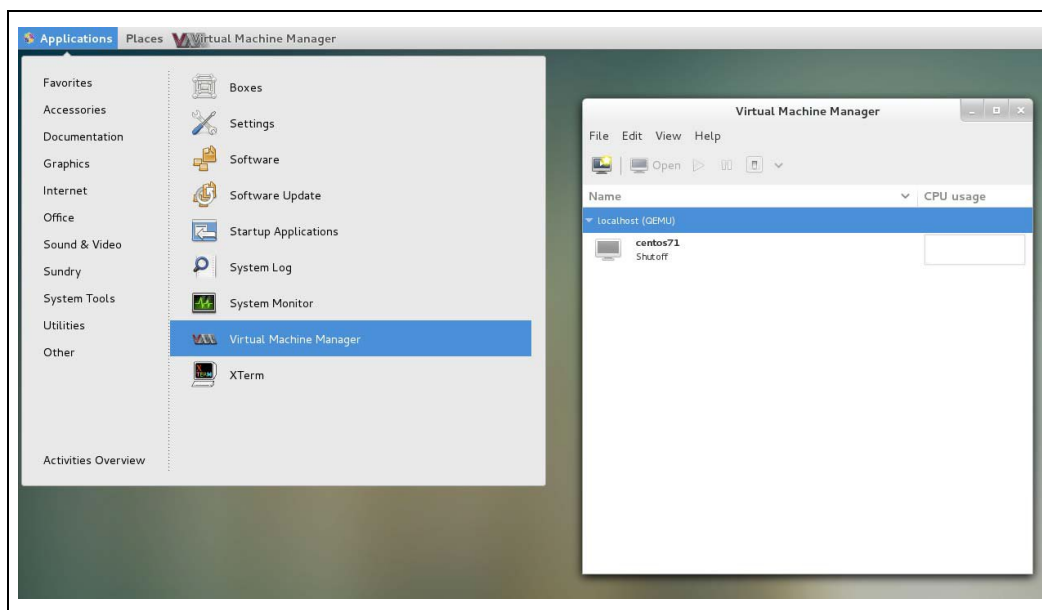 Applications Places Virtual Machine Manager
Favorites
Accessories
Documentation
Graphics
Internet
Office
Sound & Video
Sundry
System Tools
Utilities
Other
Activities Overview
Boxes
Settings
Software
Software Update
Startup Applications
System Log
System Monitor
Virtual Machine Manager
XTerm
Virtual Machine Manager
File Edit View Help
Open
Name CPU usage
localhost (QEMU)
centos71
Shutoff